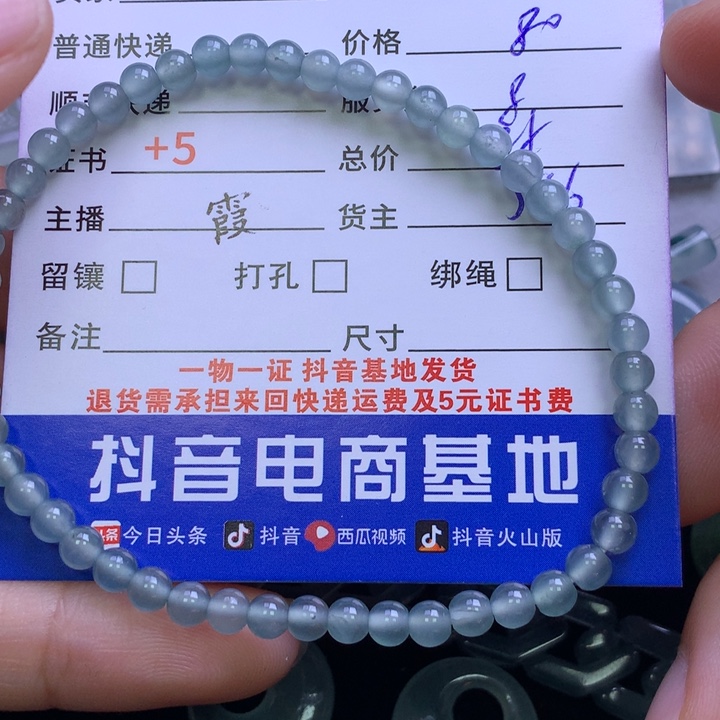 普通快递 价格 80
快递 8
证书 +5 总价
主播 霞 货主
留镶 打孔 绑绳
备注 尺寸
一物一证 抖音基地发货
退货需承担来回快递运费及5元证书费
抖音电商基地
头条 今日头条 抖音 西瓜视频 抖音火山版